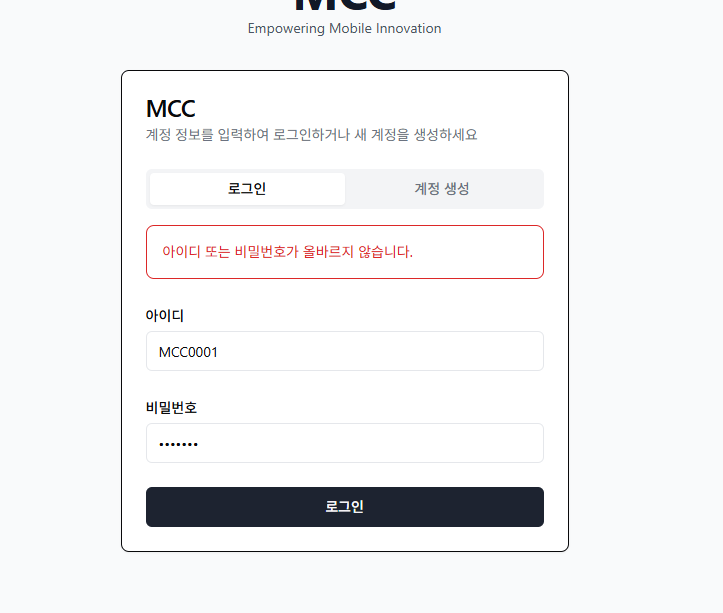 MCC
Empowering Mobile Innovation
MCC
계정 정보를 입력하여 로그인하거나 새 계정을 생성하세요
로그인
계정 생성
아이디 또는 비밀번호가 올바르지 않습니다.
아이디
MCC0001
비밀번호
•••••••
로그인